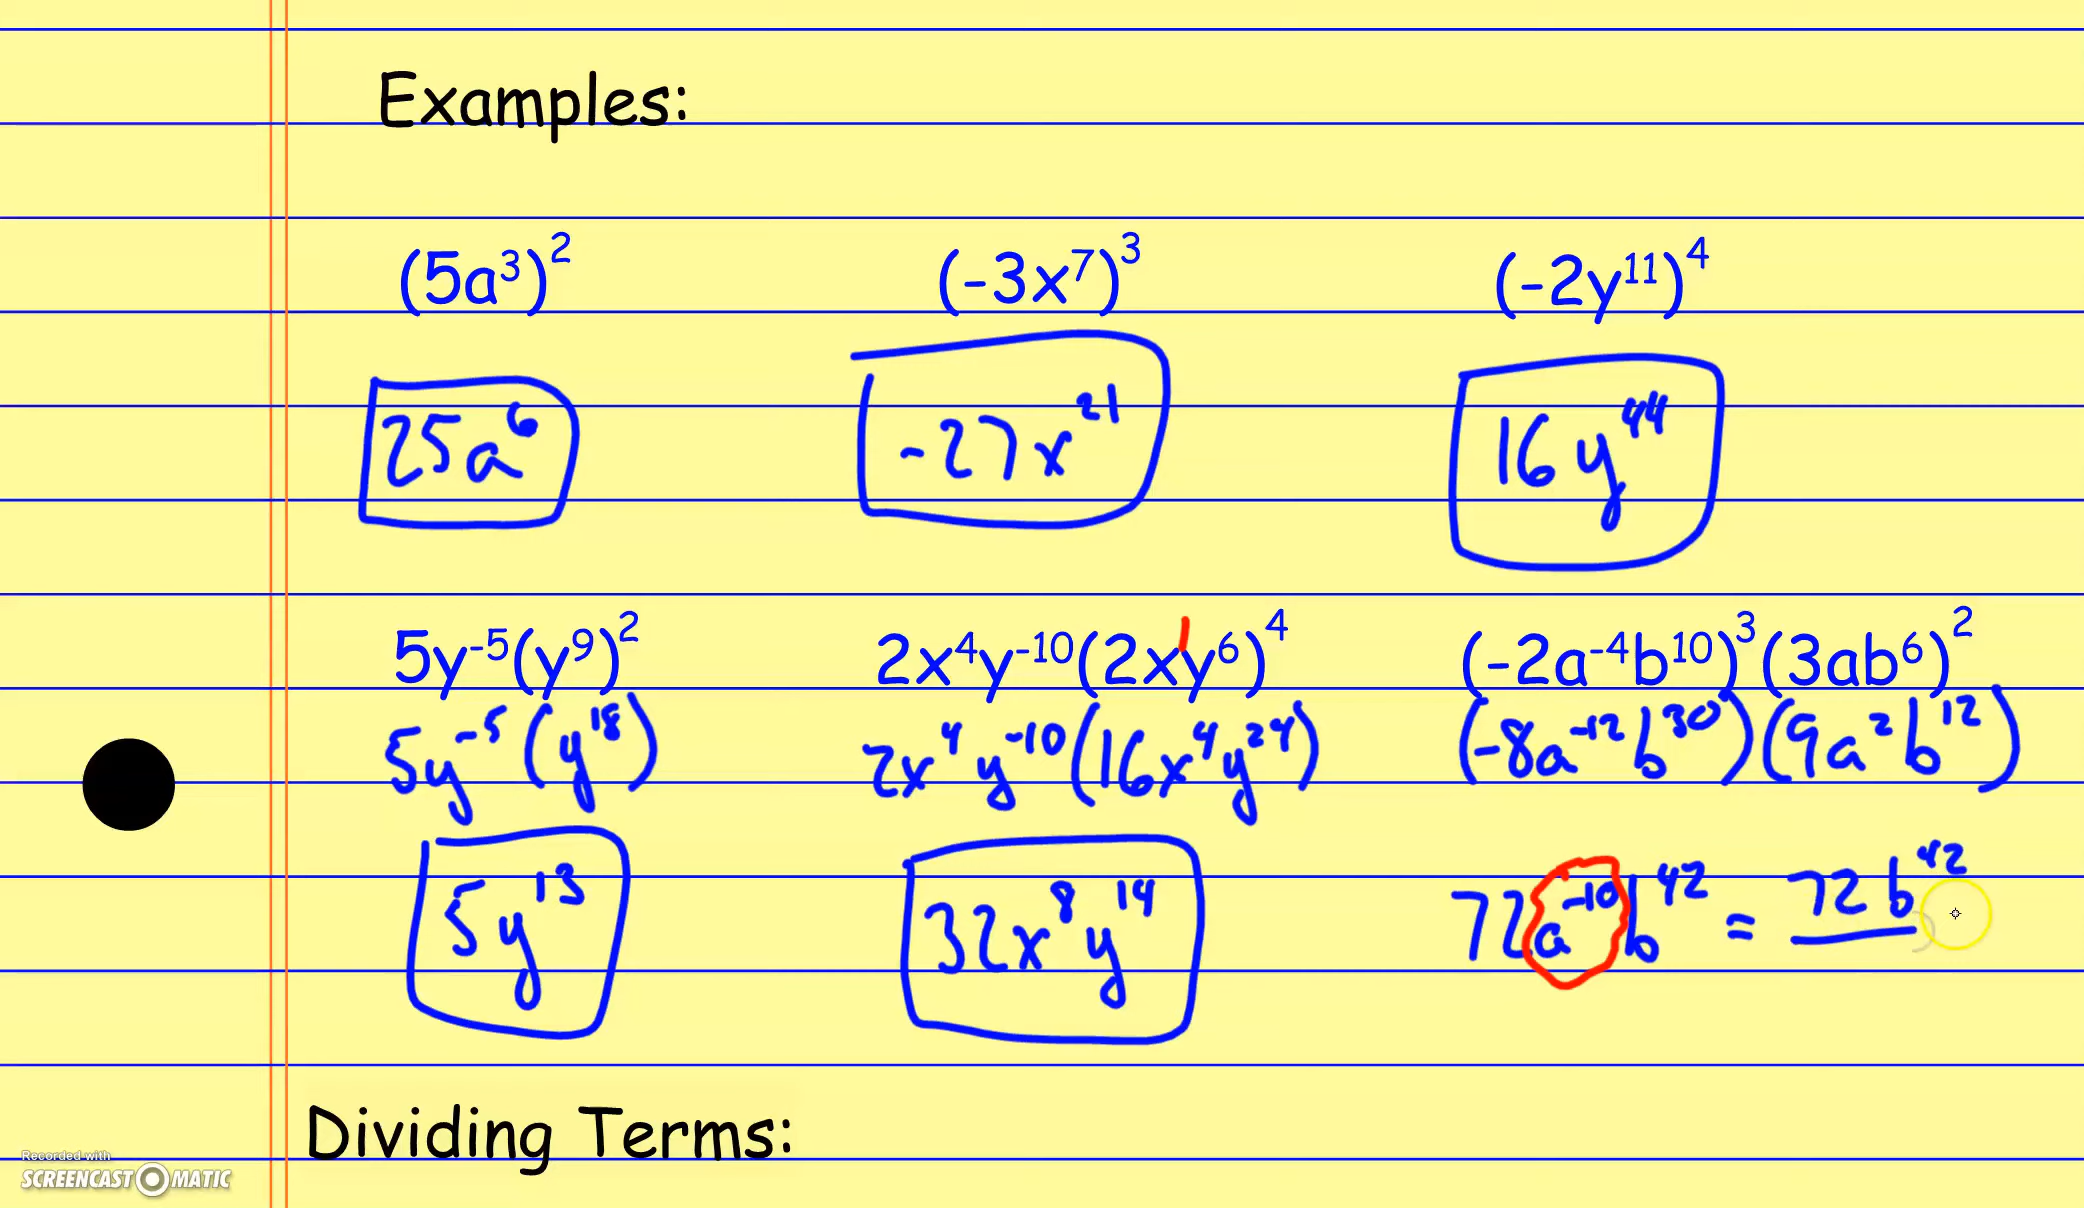 Examples:
(5a³)² (-3x⁷)³ (-2y¹¹)⁴
25a⁶ -27x²¹ 16y⁴⁴
5y⁻⁵(y⁹)² 2x⁴y⁻¹⁰(2x¹y⁶)⁴ (-2a⁻⁴b¹⁰)³(3ab⁶)²
5y⁻⁵(y¹⁸) 2x⁴y⁻¹⁰(16x⁴y²⁴) (-8a⁻¹²b³⁰)(9a²b¹²)
5y¹³ 32x⁸y¹⁴ 72a⁻¹⁰b⁴² = 72b⁴²
Dividing Terms:
Recorded with
SCREENCAST MATIC